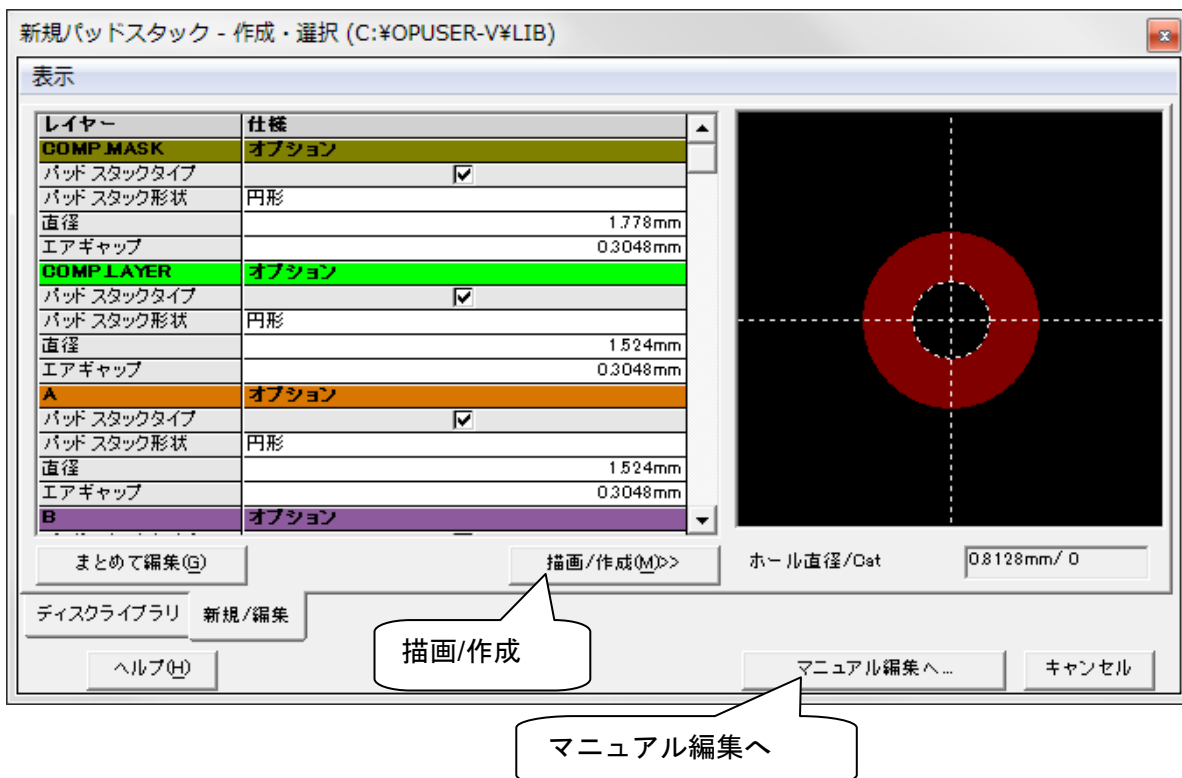 新規パッドスタック - 作成・選択 (C:¥OPUSER-V¥LIB)
表示
レイヤー 仕様
COMP.MASK オプション
パッド スタックタイプ
パッド スタック形状 円形
直径 1.778mm
エアギャップ 0.3048mm
COMP.LAYER オプション
パッド スタックタイプ
パッド スタック形状 円形
直径 1.524mm
エアギャップ 0.3048mm
A オプション
パッド スタックタイプ
パッド スタック形状 円形
直径 1.524mm
エアギャップ 0.3048mm
B オプション
まとめて編集(G) 描画/作成(M)>> ホール直径/Cat 0.8128mm/ 0
ディスクライブラリ 新規/編集
描画/作成
ヘルプ(H) マニュアル編集へ... キャンセル
マニュアル編集へ